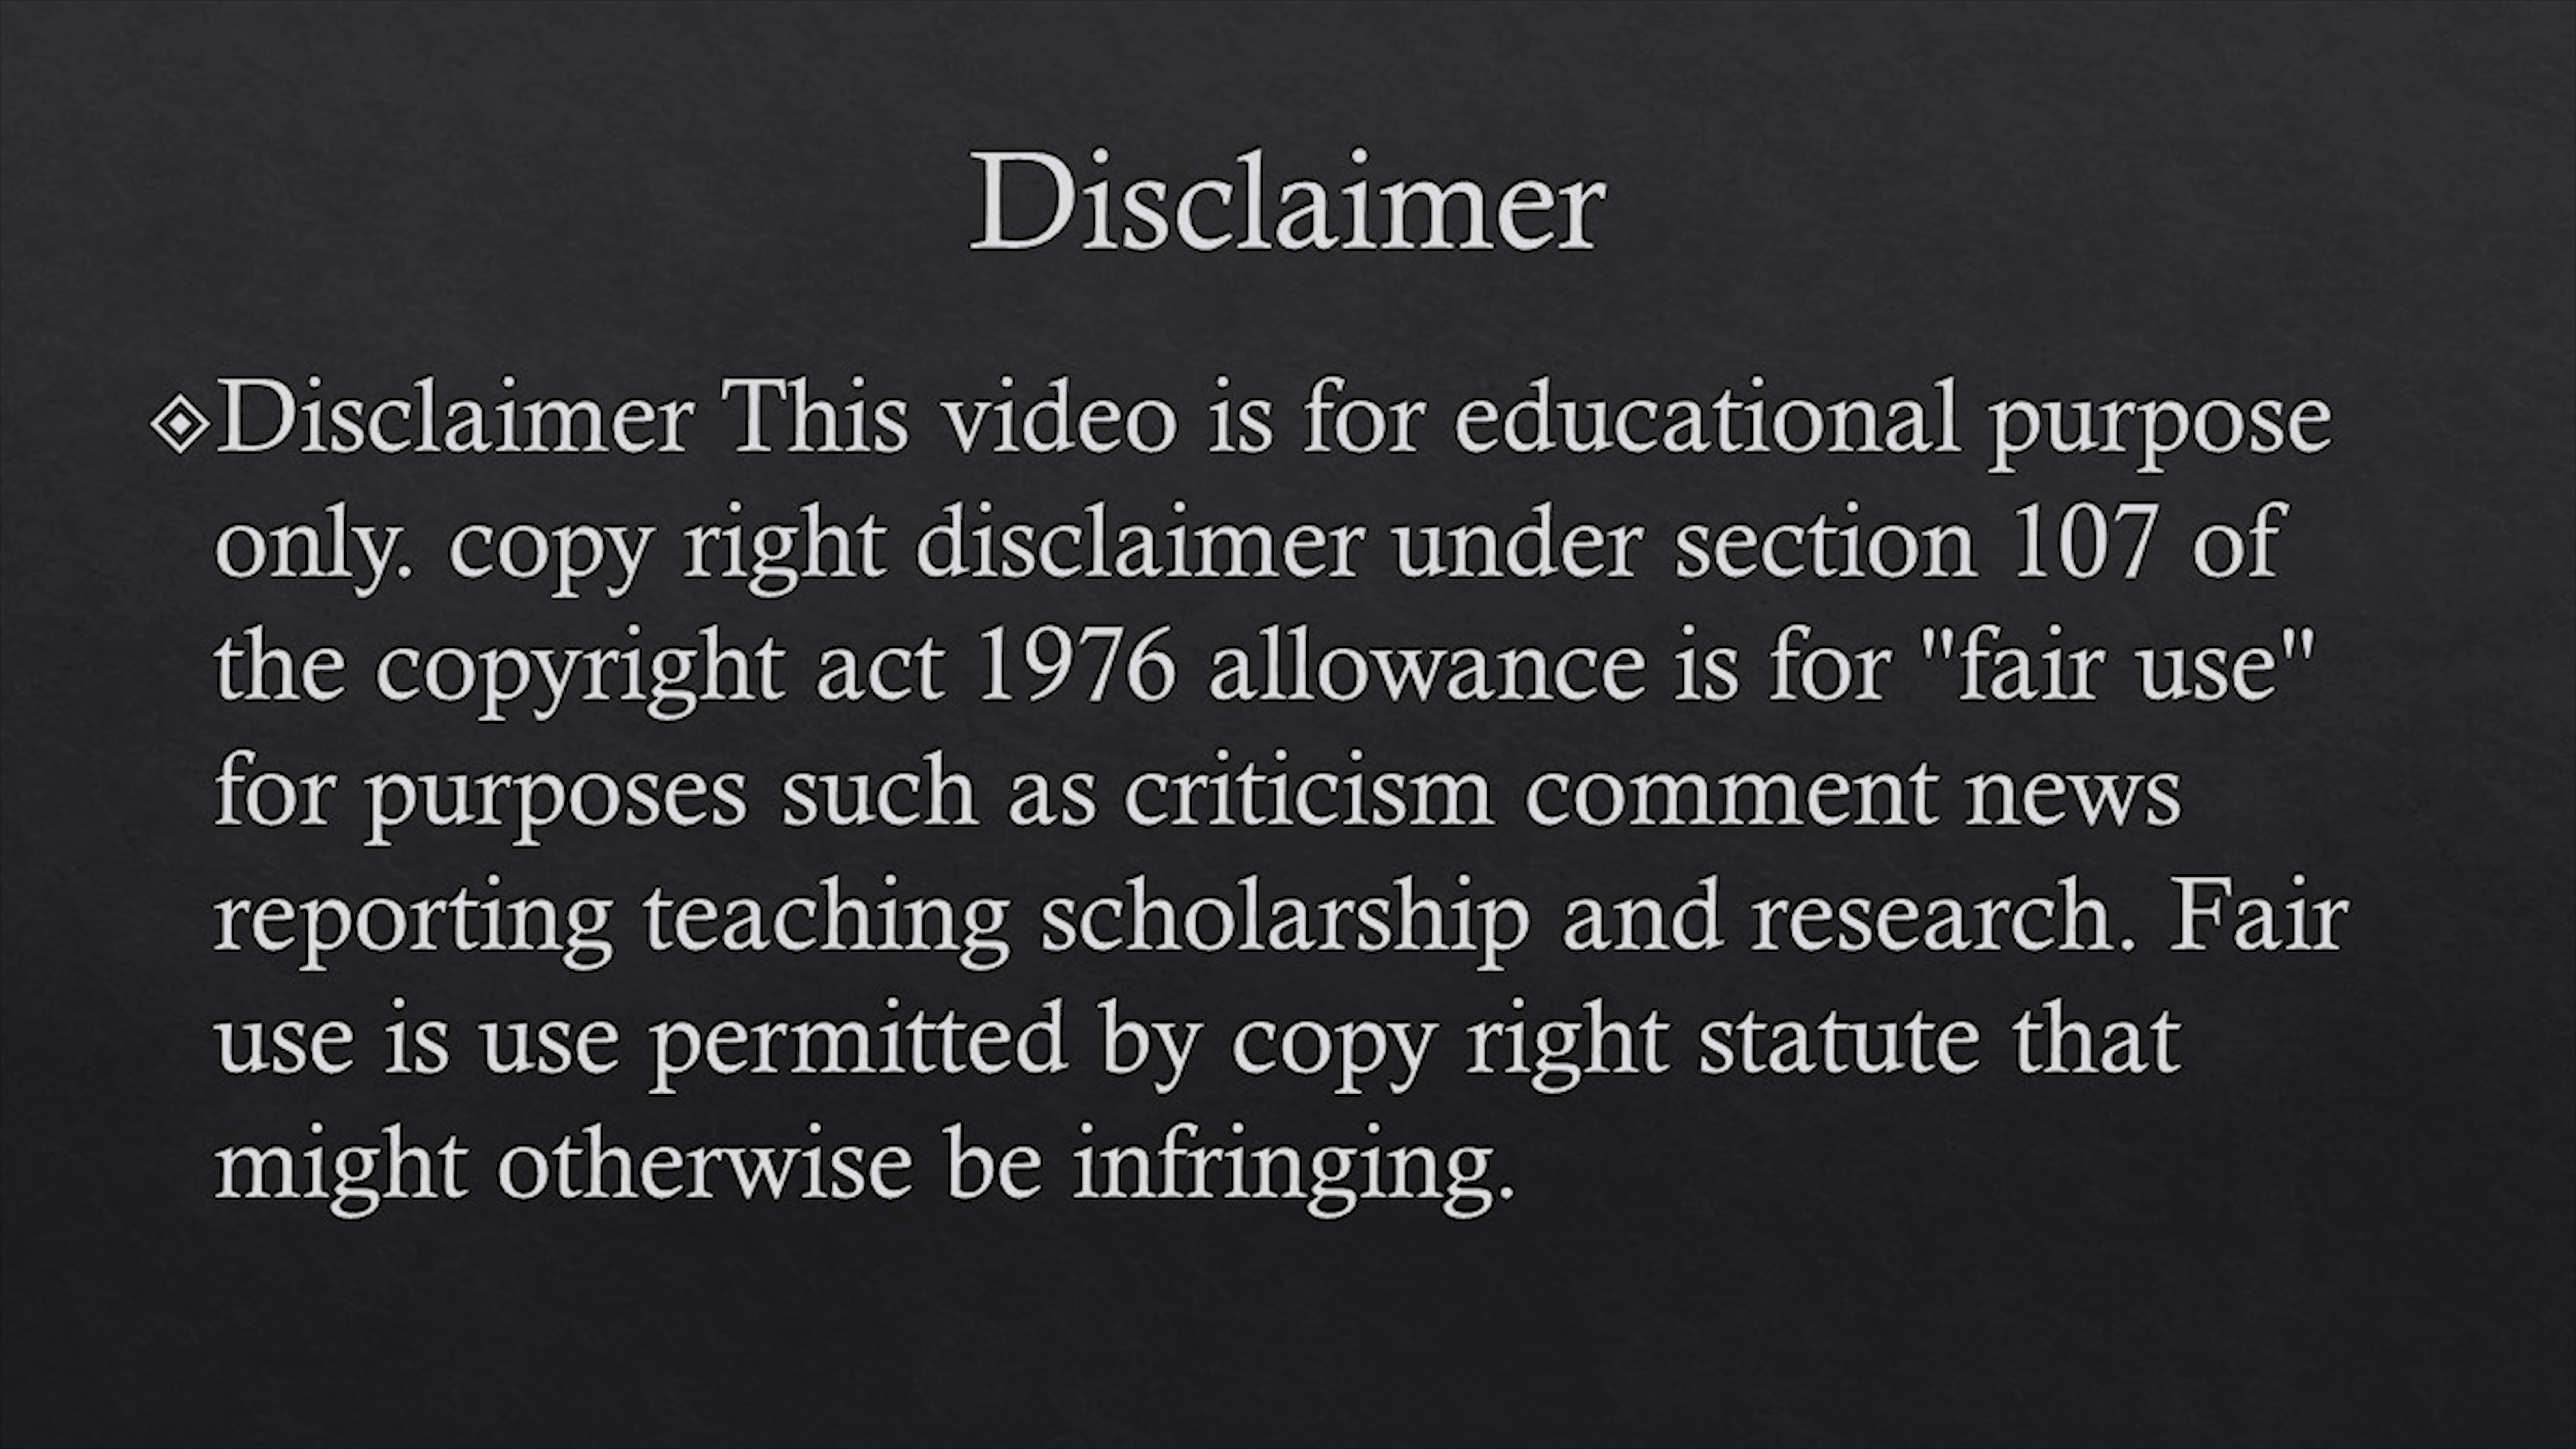 Disclaimer
Disclaimer This video is for educational purpose
only. copy right disclaimer under section 107 of
the copyright act 1976 allowance is for "fair use"
for purposes such as criticism comment news
reporting teaching scholarship and research. Fair
use is use permitted by copy right statute that
might otherwise be infringing.